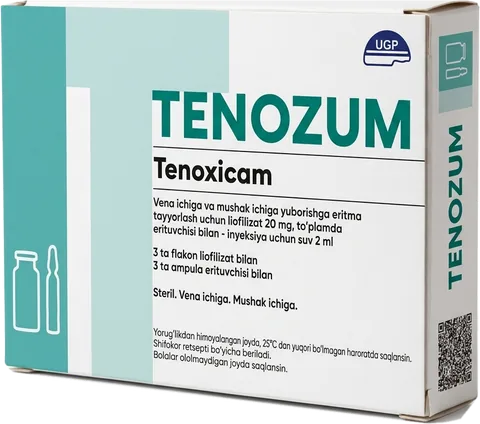 UGP
TENOZUM
Tenoxicam
Vena ichiga va mushak ichiga yuborishga eritma
tayyorlash uchun liofilizat 20 mg, to'plamda
erituvchisi bilan - inyeksiya uchun suv 2 ml
3 ta flakon liofilizat bilan
3 ta ampula erituvchisi bilan
Steril. Vena ichiga. Mushak ichiga.
Yorug'likdan himoyalangan joyda, 25°C dan yuqori bo'lmagan haroratda saqlansin.
Shifokor retsepti bo'yicha beriladi.
Bolalar ololmaydigan joyda saqlansin.
TENOZUM